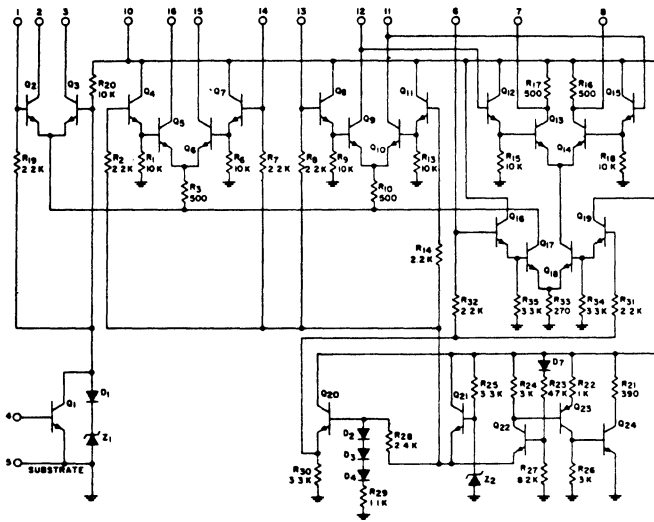 1 2 3 10 16 15 14 13 12 11 6 7 8
Q2 Q3 R20 10K Q4 Q5 Q6 Q7 Q8 Q9 Q10 Q11 Q12 R17 500 Q13 R16 500 Q14 Q15
R19 2.2K R2 2.2K R1 10K R6 10K R7 2.2K R8 2.2K R9 10K R13 10K R15 10K R18 10K
R3 500 R10 500
R14 2.2K Q16 Q17 Q18 Q19
R32 2.2K R35 3.3K R33 270 R34 3.3K R31 2.2K
4 Q1 D1 Z1
5 SUBSTRATE
Q20 D2 D3 D4 R28 2.4K R29 1.1K R30 3.3K
Q21 R25 3.3K Z2 R24 3K Q22 D7 R23 47K R22 1K Q23 R21 390 Q24
R27 8.2K R26 3K